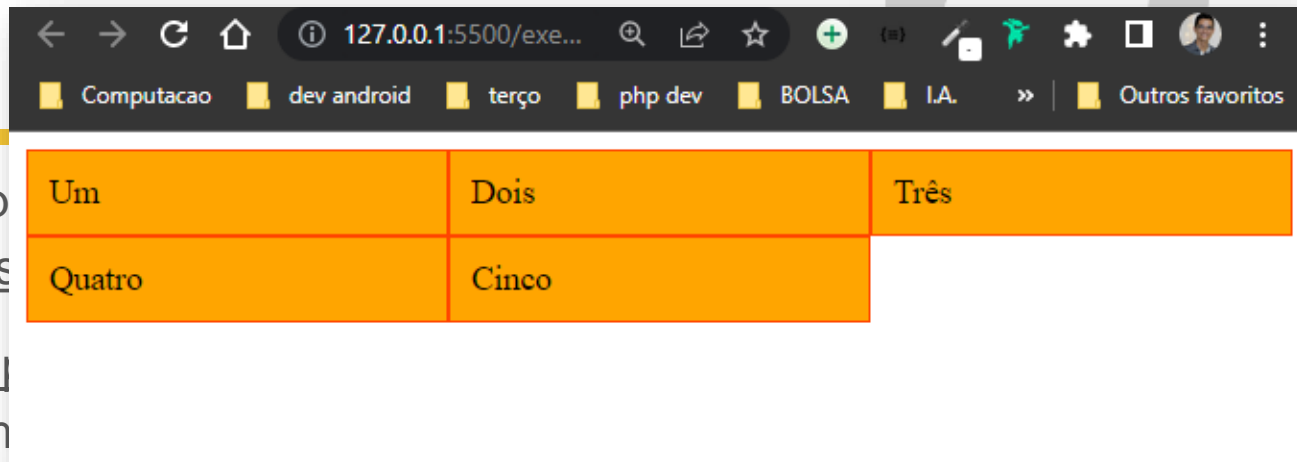 127.0.0.1:5500/exe...
Computacao dev android terço php dev BOLSA I.A. » Outros favoritos
Um Dois Três
Quatro Cinco